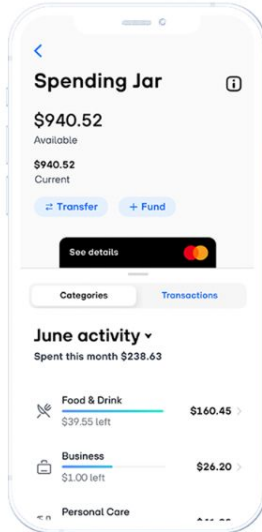 Spending Jar
$940.52
Available
$940.52
Current
Transfer + Fund
See details
Categories Transactions
June activity
Spent this month $238.63
Food & Drink
$160.45
$39.55 left
Business
$26.20
$1.00 left
Personal Care